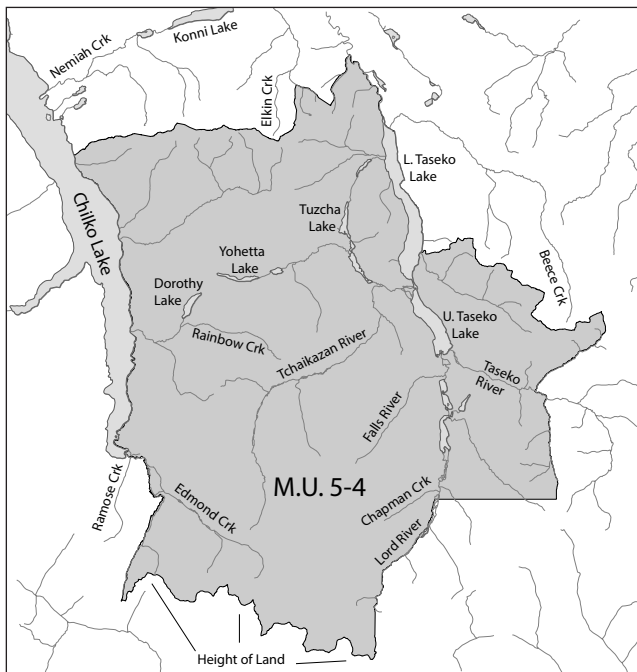 Nemiah Crk
Konni Lake
Elkin Crk
L. Taseko
Lake
Chilko Lake
Tuzcha
Lake
Yohetta
Lake
Beece Crk
Dorothy
Lake
U. Taseko
Lake
Rainbow Crk
Tchaikazan River
Taseko
River
Falls River
M.U. 5-4
Ramose Crk
Edmond Crk
Chapman Crk
Lord River
Height of Land